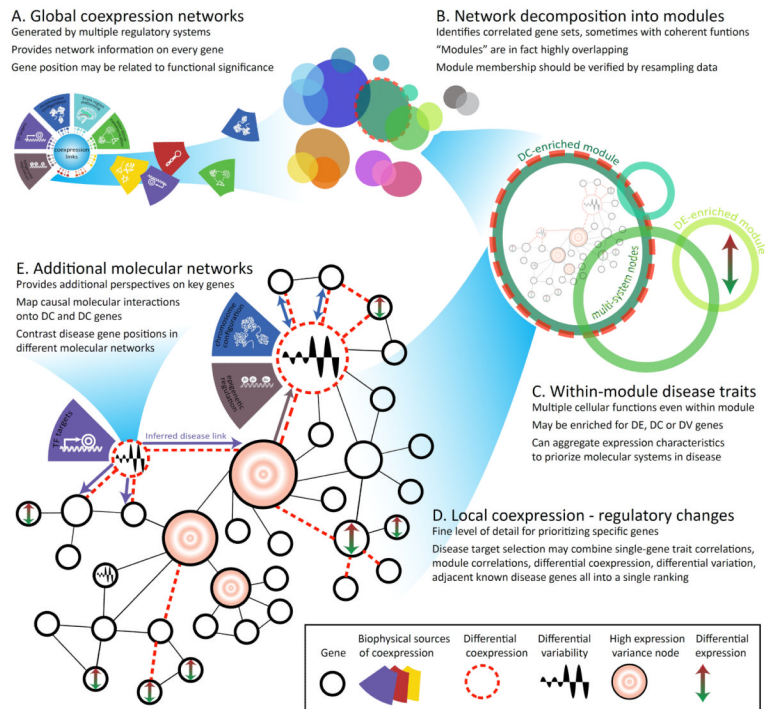 A. Global coexpression networks
Generated by multiple regulatory systems
Provides network information on every gene
Gene position may be related to functional significance
coexpression
links
B. Network decomposition into modules
Identifies correlated gene sets, sometimes with coherent funtions
“Modules” are in fact highly overlapping
Module membership should be verified by resampling data
DC-enriched module
DE-enriched module
multi-system nodes
C. Within-module disease traits
Multiple cellular functions even within module
May be enriched for DE, DC or DV genes
Can aggregate expression characteristics
to priorize molecular systems in disease
E. Additional molecular networks
Provides additional perspectives on key genes
Map causal molecular interactions
onto DC and DC genes
Contrast disease gene positions in
different molecular networks
chromosome
configuration
epigenetic
regulation
TF targets
Inferred disease link
D. Local coexpression - regulatory changes
Fine level of detail for prioritizing specific genes
Disease target selection may combine single-gene trait correlations,
module correlations, differential coexpression, differential variation,
adjacent known disease genes all into a single ranking
Gene
Biophysical sources
of coexpression
Differential
coexpression
Differential
variability
High expression
variance node
Differential
expression